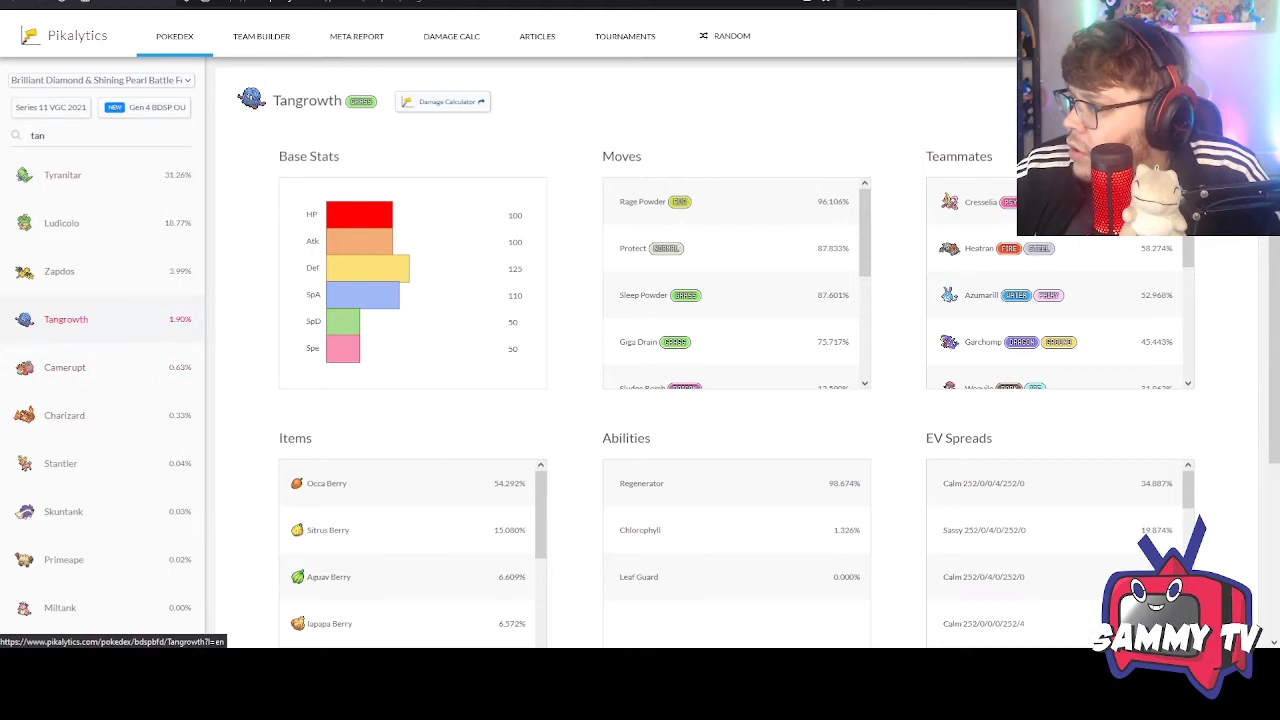 Pikalytics
POKEDEX
TEAM BUILDER
META REPORT
DAMAGE CALC
ARTICLES
TOURNAMENTS
RANDOM
Brilliant Diamond & Shining Pearl Battle F
Series 11 VGC 2021
NEW Gen 4 BDSP OU
tan
Tyranitar 31.26%
Ludicolo 18.77%
Zapdos 3.99%
Tangrowth 1.90%
Camerupt 0.63%
Charizard 0.33%
Stantler 0.04%
Skuntank 0.03%
Primeape 0.02%
Miltank 0.00%
https://www.pikalytics.com/pokedex/bdspbfd/Tangrowth?l=en
Tangrowth GRASS
Damage Calculator
Base Stats
HP 100
Atk 100
Def 125
SpA 110
SpD 50
Spe 50
Moves
Rage Powder BUG 96.106%
Protect NORMAL 87.833%
Sleep Powder GRASS 87.601%
Giga Drain GRASS 75.717%
Sludge Bomb
Teammates
Cresselia
Heatran FIRE STEEL 58.274%
Azumarill WATER FAIRY 52.968%
Garchomp DRAGON GROUND 45.443%
Weavile
Items
Occa Berry 54.292%
Sitrus Berry 15.080%
Aguav Berry 6.609%
Iapapa Berry 6.572%
Abilities
Regenerator 98.674%
Chlorophyll 1.326%
Leaf Guard 0.000%
EV Spreads
Calm 252/0/0/4/252/0 34.887%
Sassy 252/0/4/0/252/0 19.874%
Calm 252/0/4/0/252/0
Calm 252/0/0/0/252/4
SAMMY TV